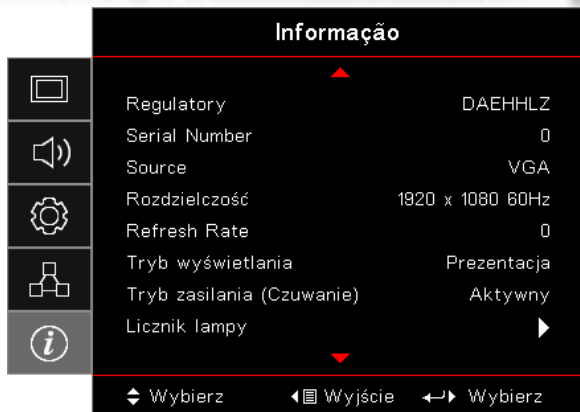 Informação
Regulatory DAEHHLZ
Serial Number 0
Source VGA
Rozdzielczość 1920 x 1080 60Hz
Refresh Rate 0
Tryb wyświetlania Prezentacja
Tryb zasilania (Czuwanie) Aktywny
Licznik lampy
Wybierz Wyjście Wybierz